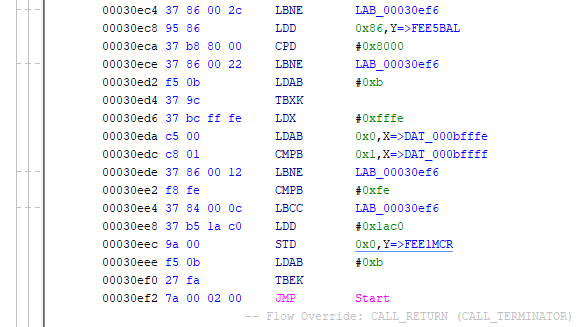 00030ec4 37 86 00 2c LBNE LAB_00030ef6
00030ec8 95 86 LDD 0x86,Y=>FEE5BAL
00030eca 37 b8 80 00 CPD #0x8000
00030ece 37 86 00 22 LBNE LAB_00030ef6
00030ed2 f5 0b LDAB #0xb
00030ed4 37 9c TBXK
00030ed6 37 bc ff fe LDX #0xfffe
00030eda c5 00 LDAB 0x0,X=>DAT_000bfffe
00030edc c8 01 CMPB 0x1,X=>DAT_000bffff
00030ede 37 86 00 12 LBNE LAB_00030ef6
00030ee2 f8 fe CMPB #0xfe
00030ee4 37 84 00 0c LBCC LAB_00030ef6
00030ee8 37 b5 1a c0 LDD #0x1ac0
00030eec 9a 00 STD 0x0,Y=>FEE1MCR
00030eee f5 0b LDAB #0xb
00030ef0 27 fa TBEK
00030ef2 7a 00 02 00 JMP Start
-- Flow Override: CALL_RETURN (CALL_TERMINATOR)